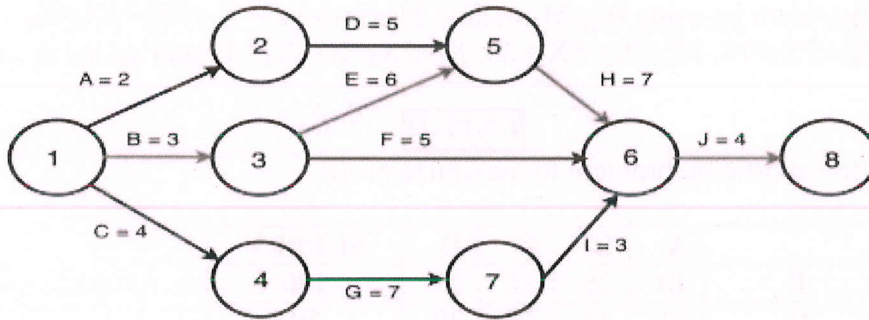 D = 5
2
5
A = 2
E = 6
H = 7
B = 3
F = 5
J = 4
1
3
6
8
C = 4
I = 3
4
G = 7
7